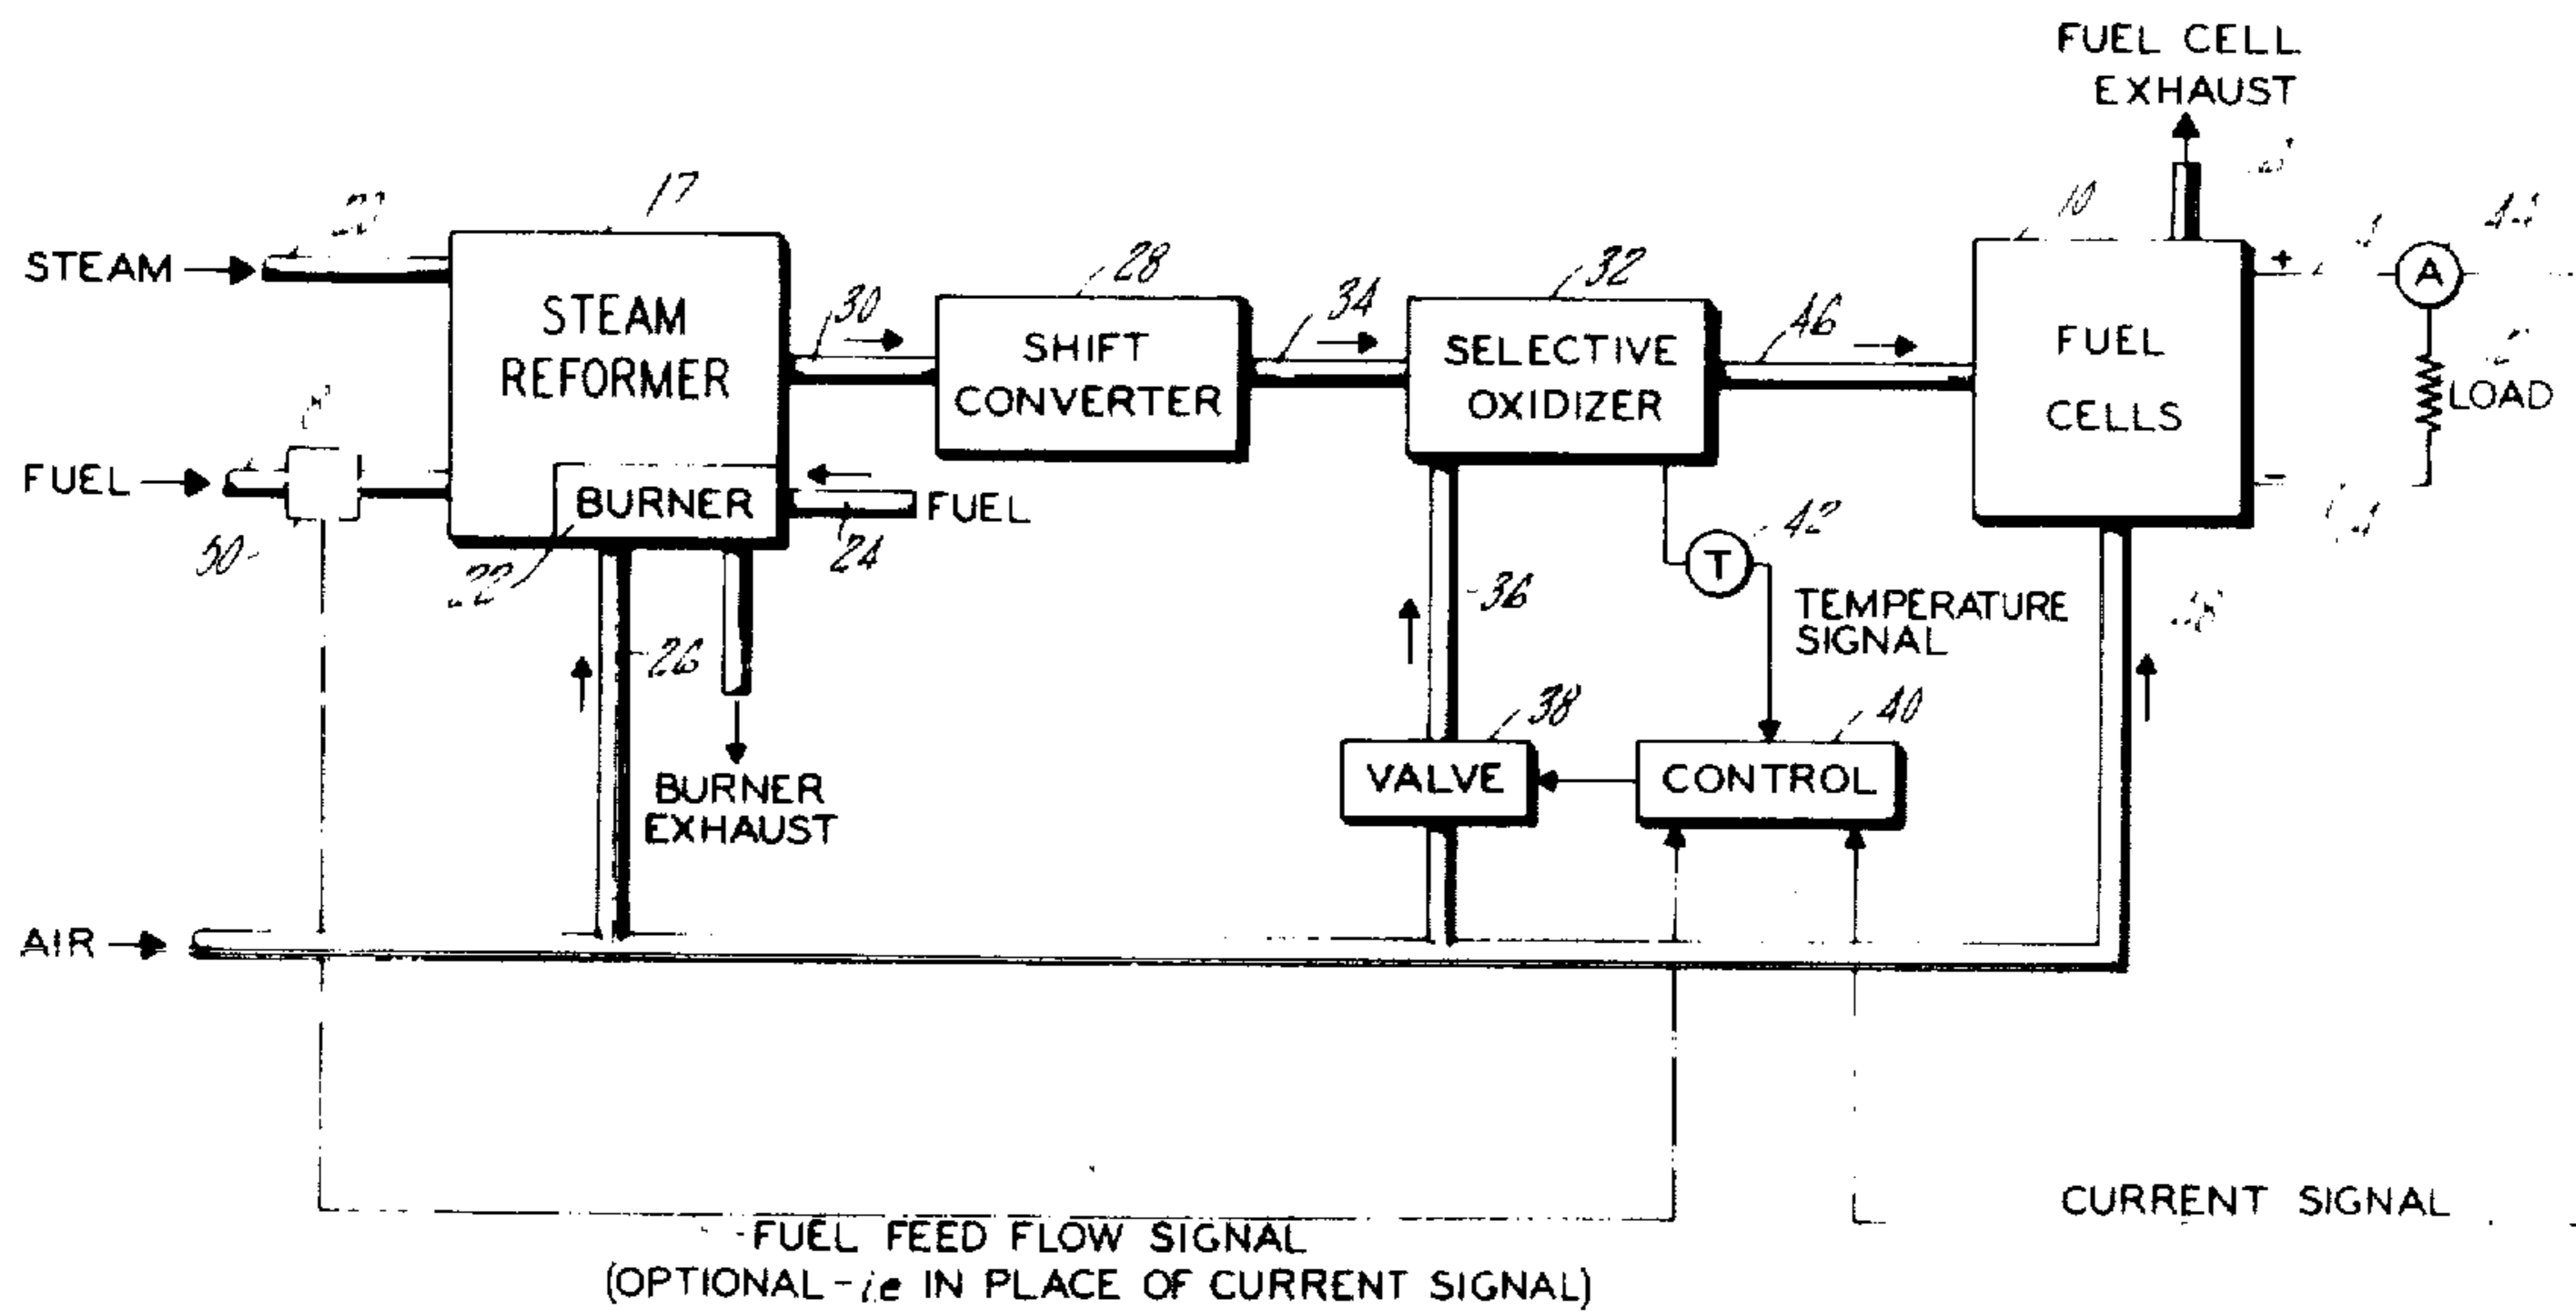 FUEL CELL
EXHAUST
17
10
44
STEAM
STEAM
REFORMER
30
28
SHIFT
CONVERTER
34
32
SELECTIVE
OXIDIZER
46
FUEL
CELLS
+
A
LOAD
–
FUEL
50
BURNER
22
FUEL
24
26
BURNER
EXHAUST
36
T
42
TEMPERATURE
SIGNAL
38
VALVE
40
CONTROL
AIR
CURRENT SIGNAL
FUEL FEED FLOW SIGNAL
(OPTIONAL - i.e IN PLACE OF CURRENT SIGNAL)